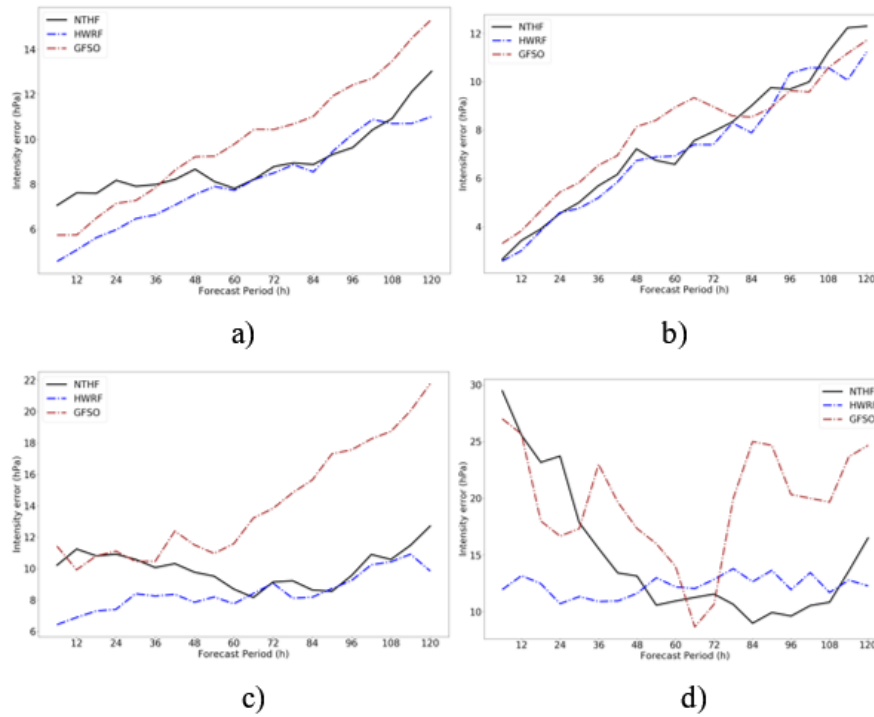 NTHF
HWRF
GFSO
14
12
10
8
6
Intensity error (hPa)
12 24 36 48 60 72 84 96 108 120
Forecast Period (h)
a)
NTHF
HWRF
GFSO
12
10
8
6
4
Intensity error (hPa)
12 24 36 48 60 72 84 96 108 120
Forecast Period (h)
b)
NTHF
HWRF
GFSO
22
20
18
16
14
12
10
8
6
Intensity error (hPa)
12 24 36 48 60 72 84 96 108 120
Forecast Period (h)
c)
NTHF
HWRF
GFSO
30
25
20
15
10
Intensity error (hPa)
12 24 36 48 60 72 84 96 108 120
Forecast Period (h)
d)